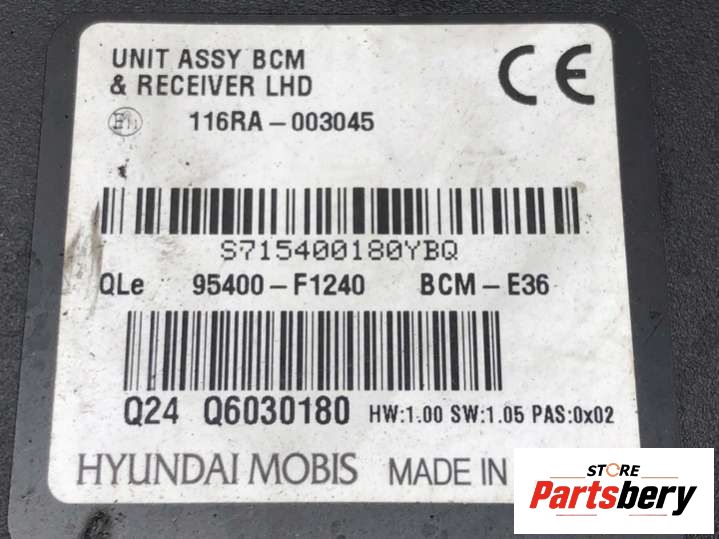 UNIT ASSY BCM
& RECEIVER LHD
CE
116RA-003045
S715400180YBQ
QLe 95400-F1240 BCM-E36
Q24 Q6030180 HW:1.00 SW:1.05 PAS:0x02
HYUNDAI MOBIS MADE IN
STORE
Partsbery